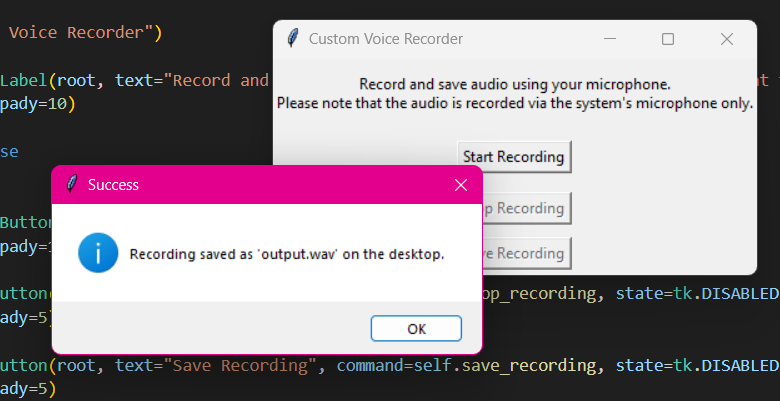 Voice Recorder")
Custom Voice Recorder
Label(root, text="Record and
pady=10)
Record and save audio using your microphone.
Please note that the audio is recorded via the system's microphone only.
se
Start Recording
Success
Recording
Recording
Button
pady=
Recording saved as 'output.wav' on the desktop.
utton(
op_recording, state=tk.DISABLED
ady=5)
OK
utton(root, text="Save Recording", command=self.save_recording, state=tk.DISABLED
ady=5)